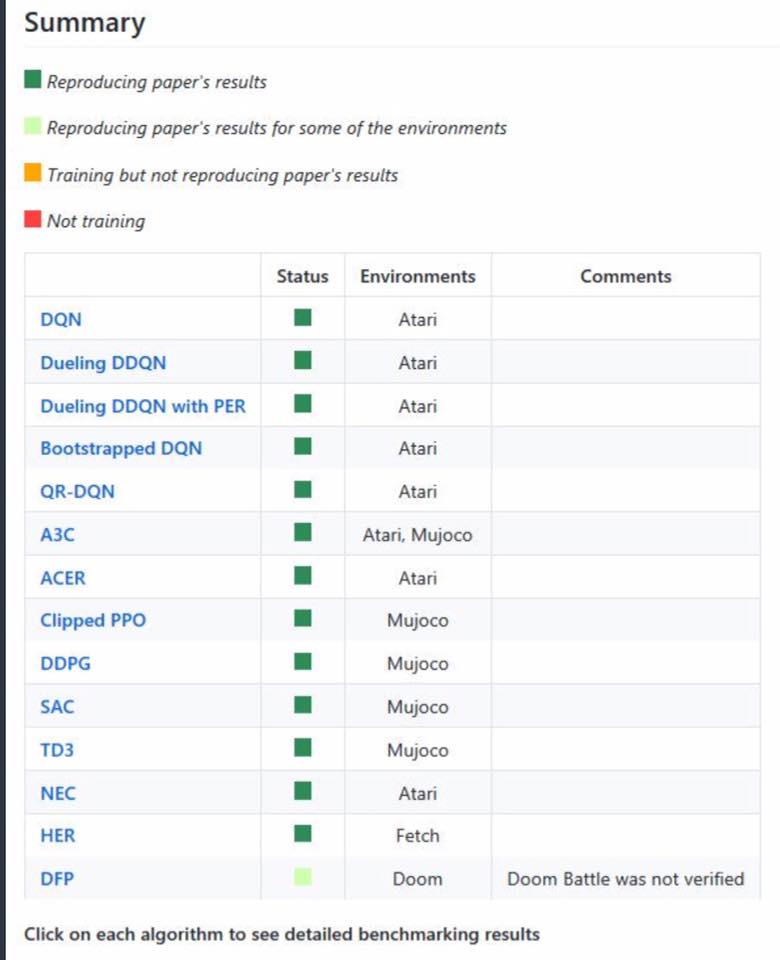 Summary
Reproducing paper's results
Reproducing paper's results for some of the environments
Training but not reproducing paper's results
Not training
Status Environments Comments
DQN Atari
Dueling DDQN Atari
Dueling DDQN with PER Atari
Bootstrapped DQN Atari
QR-DQN Atari
A3C Atari, Mujoco
ACER Atari
Clipped PPO Mujoco
DDPG Mujoco
SAC Mujoco
TD3 Mujoco
NEC Atari
HER Fetch
DFP Doom Doom Battle was not verified
Click on each algorithm to see detailed benchmarking results